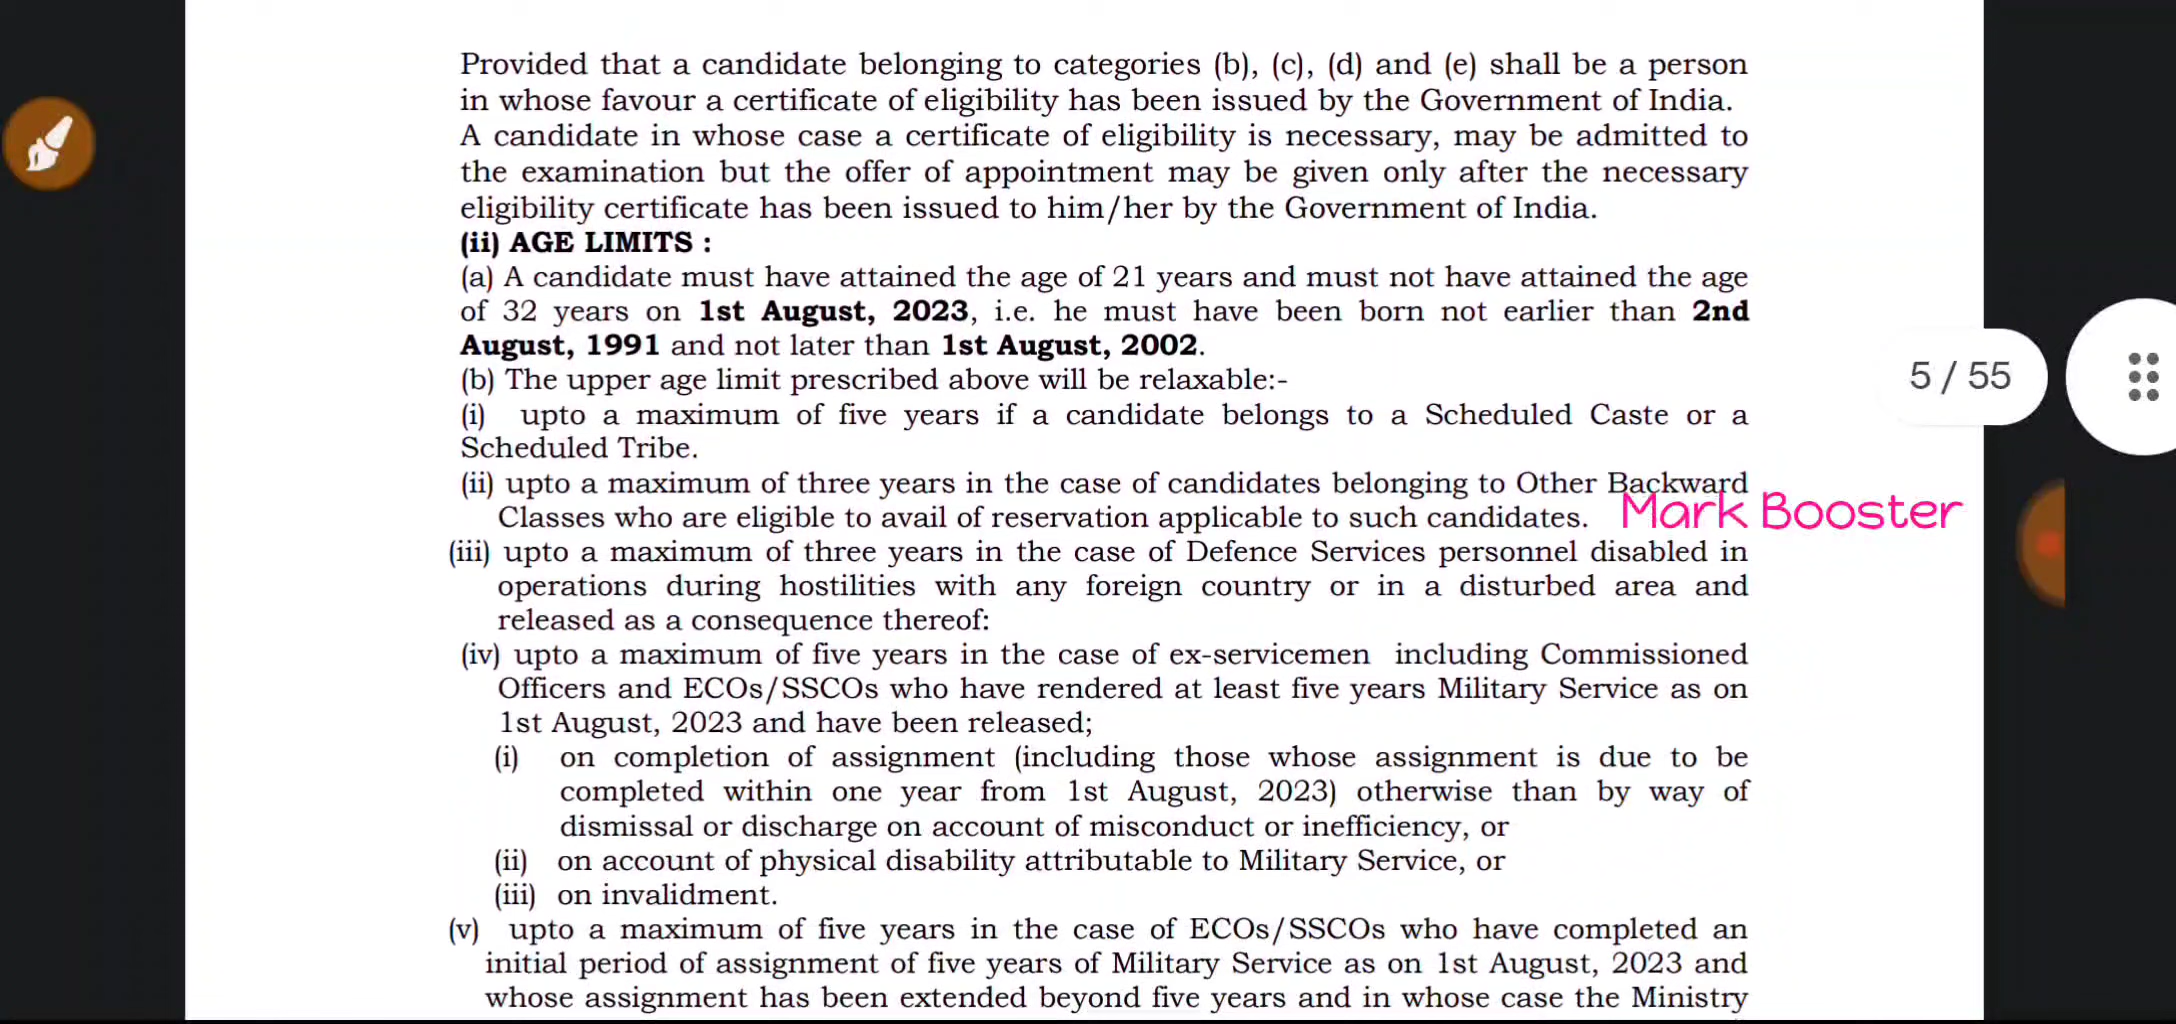 Provided that a candidate belonging to categories (b), (c), (d) and (e) shall be a person
in whose favour a certificate of eligibility has been issued by the Government of India.
A candidate in whose case a certificate of eligibility is necessary, may be admitted to
the examination but the offer of appointment may be given only after the necessary
eligibility certificate has been issued to him/her by the Government of India.
(ii) AGE LIMITS :
(a) A candidate must have attained the age of 21 years and must not have attained the age
of 32 years on 1st August, 2023, i.e. he must have been born not earlier than 2nd
August, 1991 and not later than 1st August, 2002.
(b) The upper age limit prescribed above will be relaxable:-
5 / 55
(i) upto a maximum of five years if a candidate belongs to a Scheduled Caste or a
Scheduled Tribe.
(ii) upto a maximum of three years in the case of candidates belonging to Other Backward
Classes who are eligible to avail of reservation applicable to such candidates.
Mark Booster
(iii) upto a maximum of three years in the case of Defence Services personnel disabled in
operations during hostilities with any foreign country or in a disturbed area and
released as a consequence thereof:
(iv) upto a maximum of five years in the case of ex-servicemen including Commissioned
Officers and ECOs/SSCOs who have rendered at least five years Military Service as on
1st August, 2023 and have been released;
(i) on completion of assignment (including those whose assignment is due to be
completed within one year from 1st August, 2023) otherwise than by way of
dismissal or discharge on account of misconduct or inefficiency, or
(ii) on account of physical disability attributable to Military Service, or
(iii) on invalidment.
(v) upto a maximum of five years in the case of ECOs/SSCOs who have completed an
initial period of assignment of five years of Military Service as on 1st August, 2023 and
whose assignment has been extended beyond five years and in whose case the Ministry